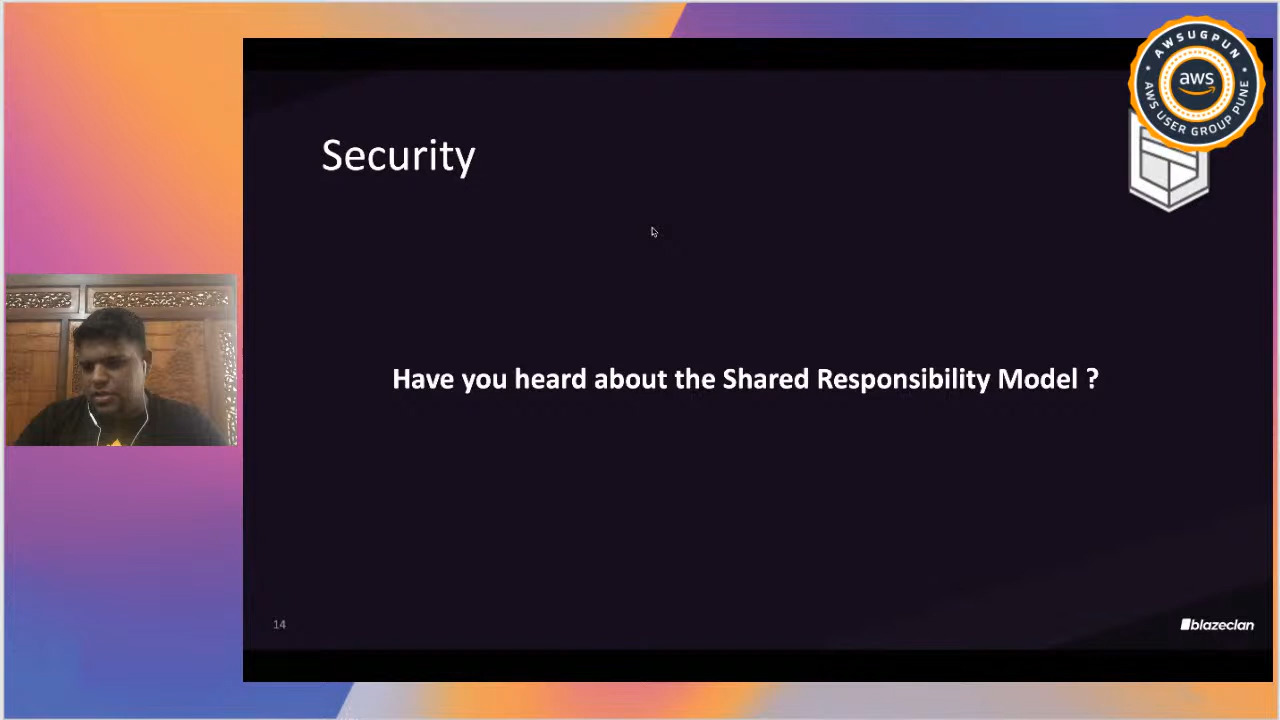 AWSUGPUN
aws
AWS USER GROUP PUNE
Security
Have you heard about the Shared Responsibility Model ?
14
blazeclan